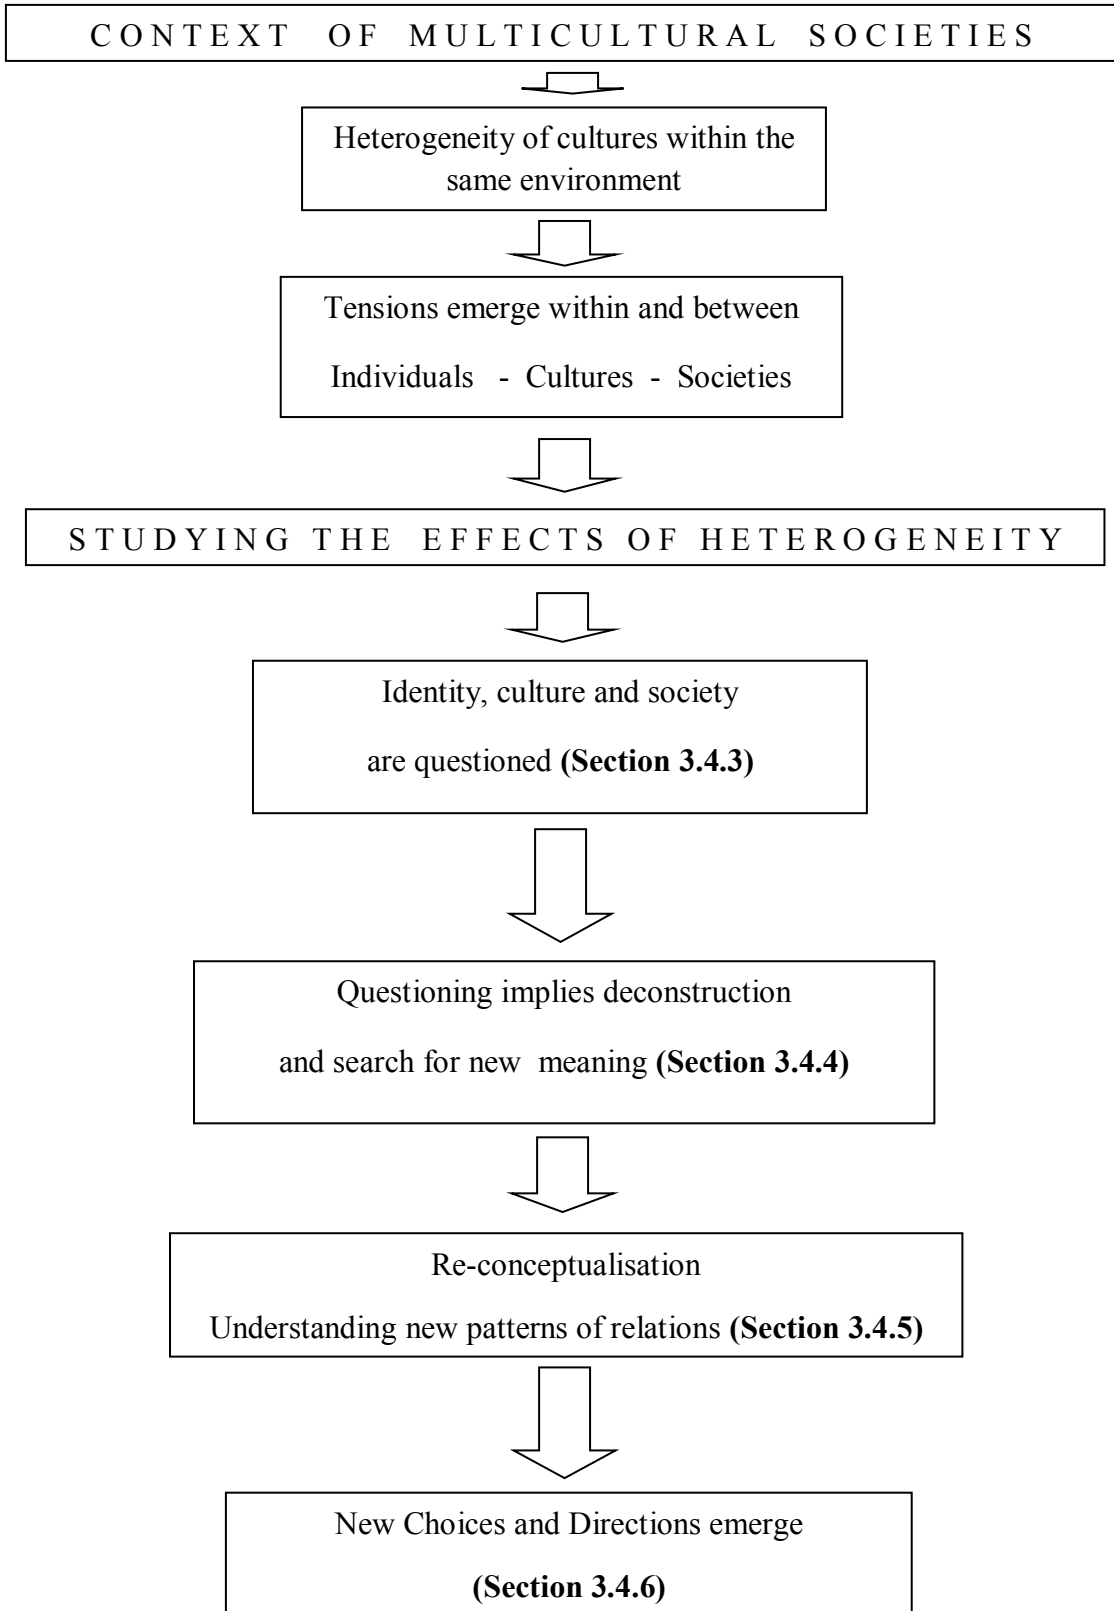 CONTEXT OF MULTICULTURAL SOCIETIES
Heterogeneity of cultures within the
same environment
Tensions emerge within and between
Individuals - Cultures - Societies
STUDYING THE EFFECTS OF HETEROGENEITY
Identity, culture and society
are questioned (Section 3.4.3)
Questioning implies deconstruction
and search for new meaning (Section 3.4.4)
Re-conceptualisation
Understanding new patterns of relations (Section 3.4.5)
New Choices and Directions emerge
(Section 3.4.6)